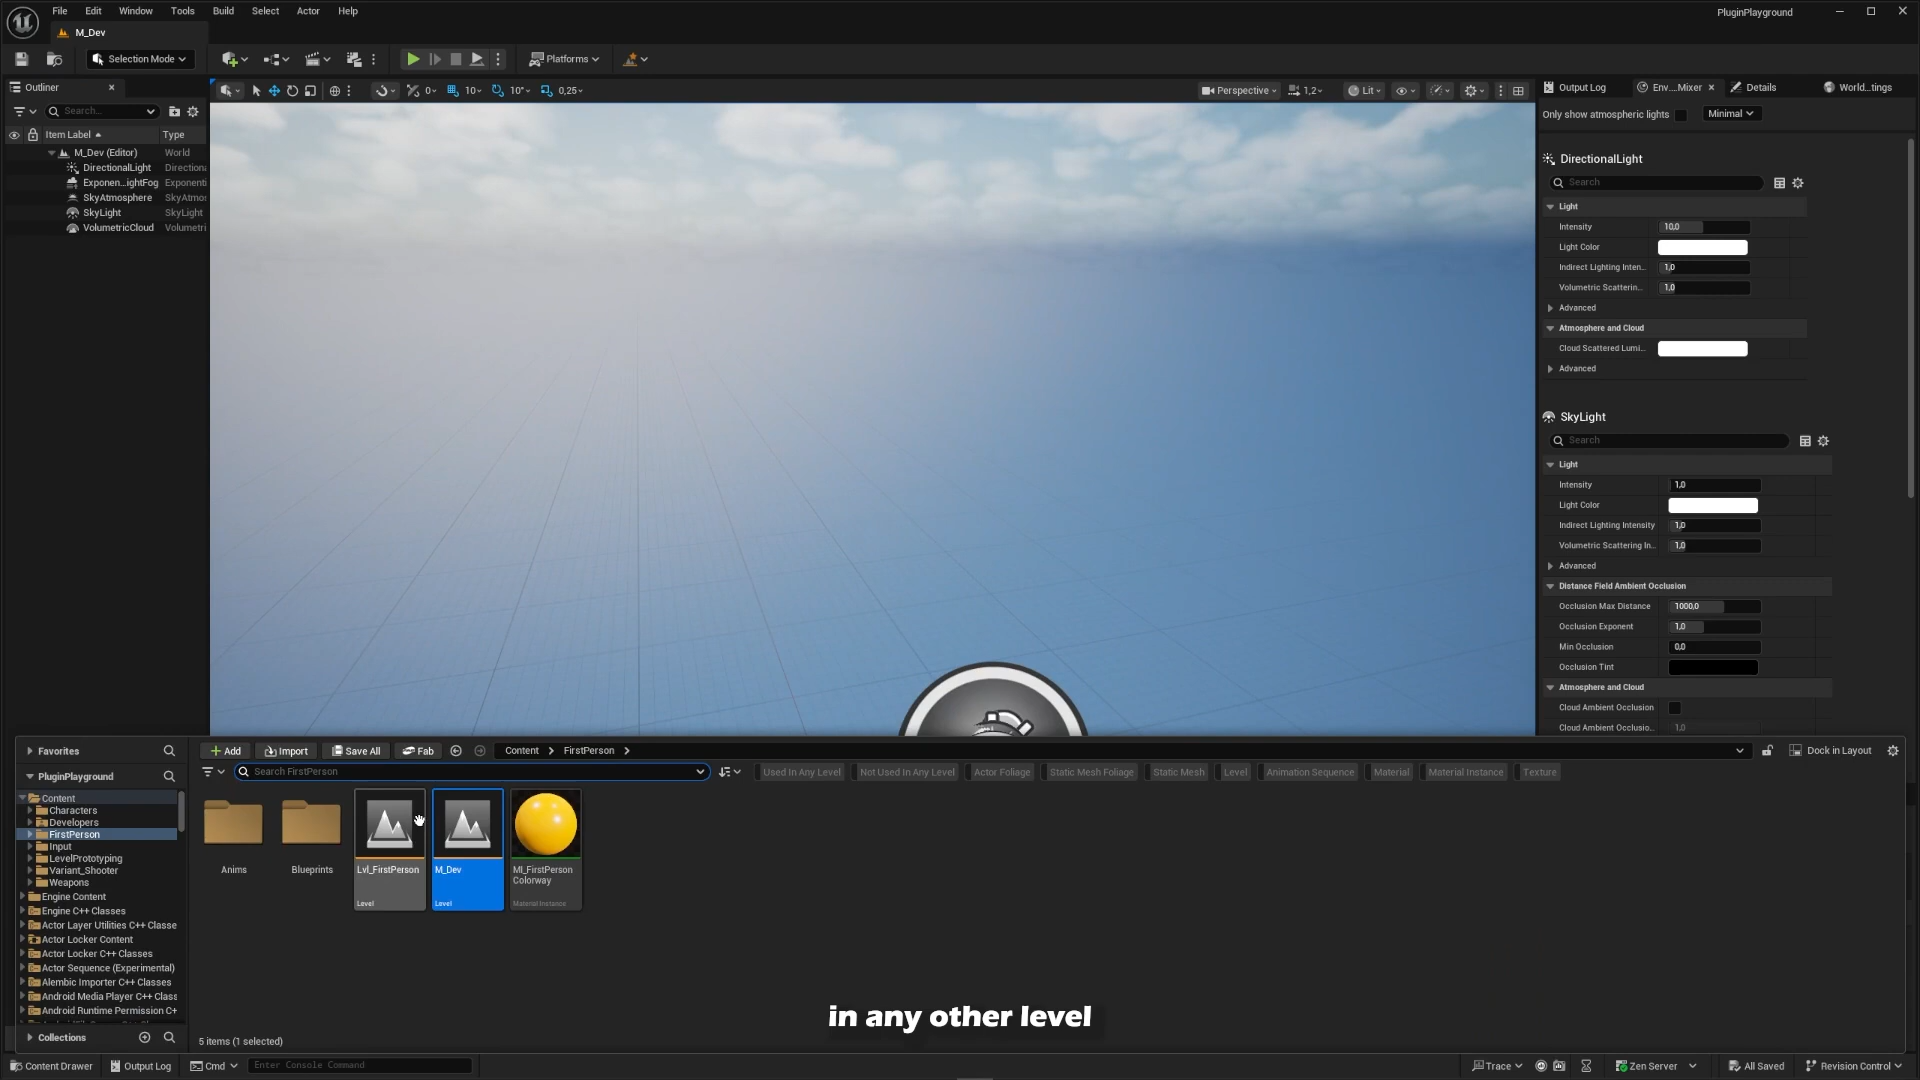 File Edit Window Tools Build Select Actor Help
PluginPlayground
M_Dev
Selection Mode
Platforms
Outliner
Search...
Item Label
Type
M_Dev (Editor) World
DirectionalLight Directiona
Exponen...ightFog Exponenti
SkyAtmosphere SkyAtmos
SkyLight SkyLight
VolumetricCloud Volumetri
0 10 10° 0,25
Perspective 1,2 Lit
Output Log Env....Mixer Details World...tings
Only show atmospheric lights Minimal
DirectionalLight
Search
Light
Intensity 10,0
Light Color
Indirect Lighting Inten.. 1,0
Volumetric Scatterin.. 1,0
Advanced
Atmosphere and Cloud
Cloud Scattered Lumi..
Advanced
SkyLight
Search
Light
Intensity 1,0
Light Color
Indirect Lighting Intensity 1,0
Volumetric Scattering In.. 1,0
Advanced
Distance Field Ambient Occlusion
Occlusion Max Distance 1000,0
Occlusion Exponent 1,0
Min Occlusion 0,0
Occlusion Tint
Atmosphere and Cloud
Cloud Ambient Occlusion
Cloud Ambient Occlusio.. 1,0
Favorites
Add Import Save All Fab Content FirstPerson Dock in Layout
PluginPlayground
Search FirstPerson
Used In Any Level Not Used In Any Level Actor Foliage Static Mesh Foliage Static Mesh Level Animation Sequence Material Material Instance Texture
Content
Characters
Developers
FirstPerson
Input
LevelPrototyping
Variant_Shooter
Weapons
Engine Content
Engine C++ Classes
Actor Layer Utilities C++ Classe
Actor Locker Content
Actor Locker C++ Classes
Actor Sequence (Experimental)
Alembic Importer C++ Classes
Android Media Player C++ Class
Android Runtime Permission C+
Collections
Anims
Blueprints
Lvl_FirstPerson
Level
M_Dev
Level
MI_FirstPerson
Colorway
Material Instance
in any other level
5 items (1 selected)
Content Drawer Output Log Cmd Enter Console Command Trace Zen Server All Saved Revision Control